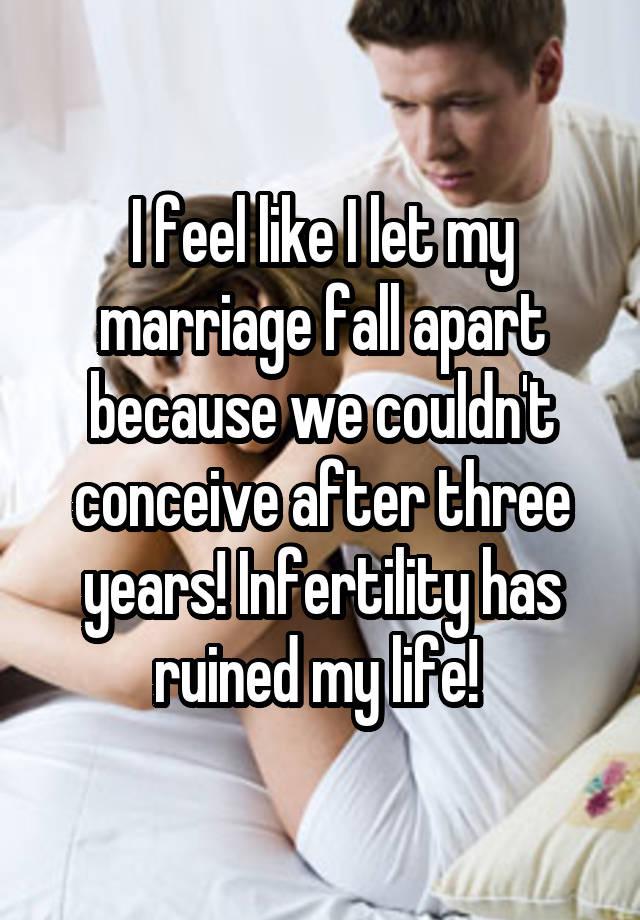 I feel like I let my
marriage fall apart
because we couldn't
conceive after three
years! Infertility has
ruined my life!